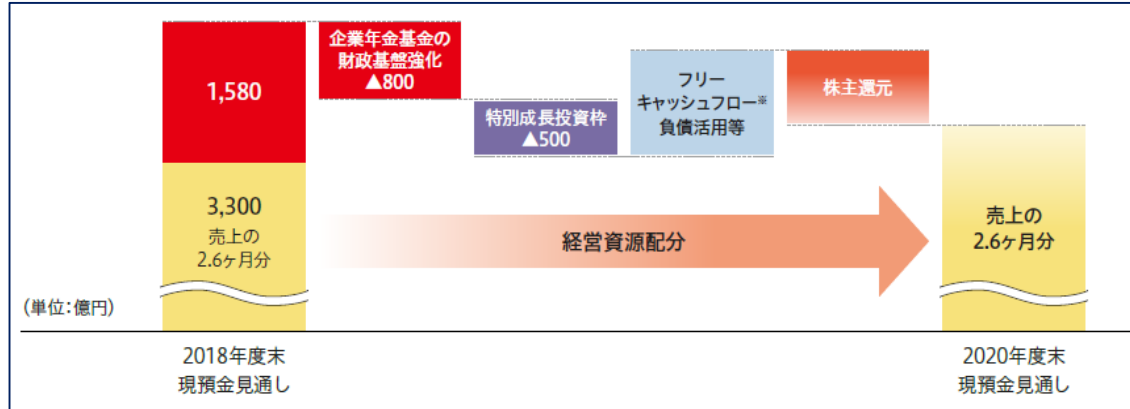 1,580
3,300
売上の
2.6ヶ月分
企業年金基金の
財政基盤強化
▲800
特別成長投資枠
▲500
フリー
キャッシュフロー※
負債活用等
株主還元
経営資源配分
売上の
2.6ヶ月分
(単位:億円)
2018年度末
現預金見通し
2020年度末
現預金見通し